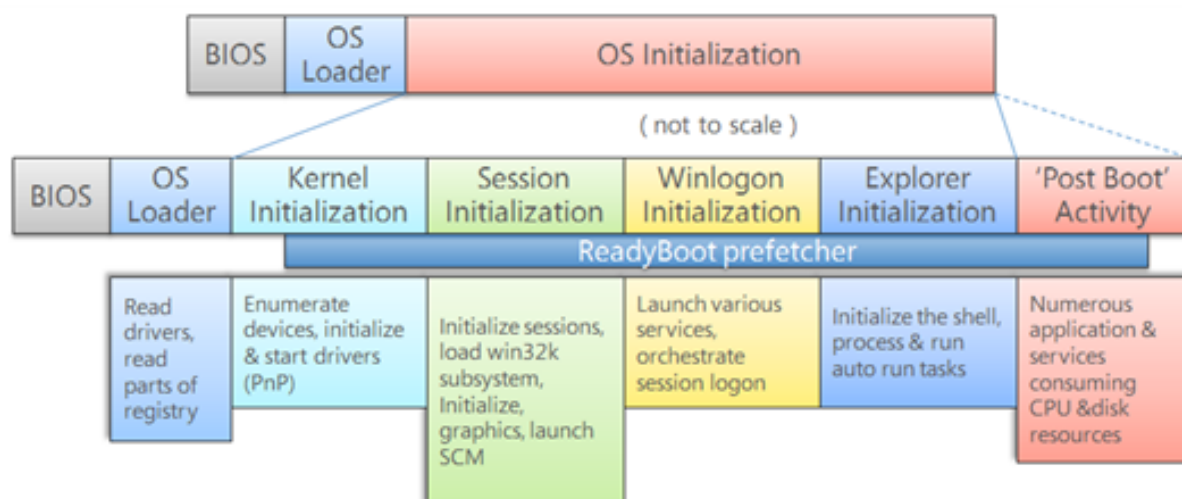 BIOS
OS
Loader
OS Initialization
( not to scale )
BIOS
OS
Loader
Kernel
Initialization
Session
Initialization
Winlogon
Initialization
Explorer
Initialization
'Post Boot'
Activity
ReadyBoot prefetcher
Read
drivers,
read
parts of
registry
Enumerate
devices, initialize
& start drivers
(PnP)
Initialize sessions,
load win32k
subsystem,
Initialize,
graphics, launch
SCM
Launch various
services,
orchestrate
session logon
Initialize the shell,
process & run
auto run tasks
Numerous
application &
services
consuming
CPU &disk
resources